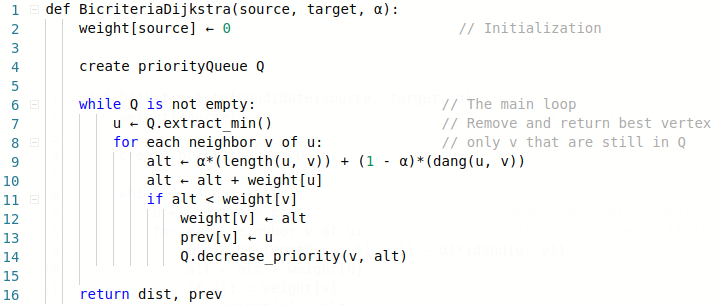 1 def BicriteriaDijkstra(source, target, α):
2 weight[source] ← 0 // Initialization
3
4 create priorityQueue Q
5
6 while Q is not empty: // The main loop
7 u ← Q.extract_min() // Remove and return best vertex
8 for each neighbor v of u: // only v that are still in Q
9 alt ← α*(length(u, v)) + (1 - α)*(dang(u, v))
10 alt ← alt + weight[u]
11 if alt < weight[v]
12 weight[v] ← alt
13 prev[v] ← u
14 Q.decrease_priority(v, alt)
15
16 return dist, prev